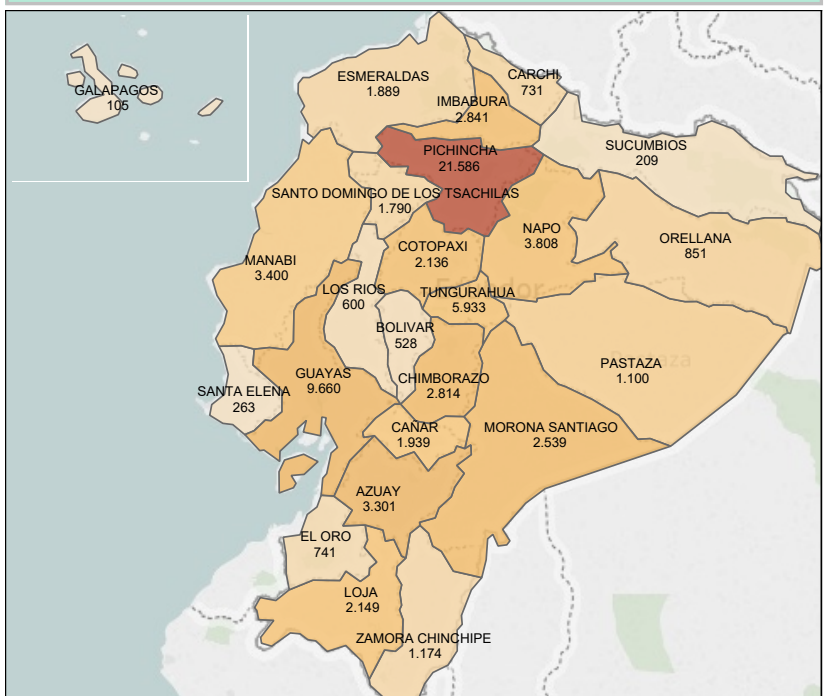 GALAPAGOS
105
ESMERALDAS
1.889
CARCHI
731
IMBABURA
2.841
PICHINCHA
21.586
SUCUMBIOS
209
SANTO DOMINGO DE LOS TSACHILAS
1.790
NAPO
3.808
ORELLANA
851
COTOPAXI
2.136
MANABI
3.400
LOS RIOS
600
TUNGURAHUA
5.933
BOLIVAR
528
PASTAZA
1.100
GUAYAS
9.660
CHIMBORAZO
2.814
SANTA ELENA
263
CAÑAR
1.939
MORONA SANTIAGO
2.539
AZUAY
3.301
EL ORO
741
LOJA
2.149
ZAMORA CHINCHIPE
1.174